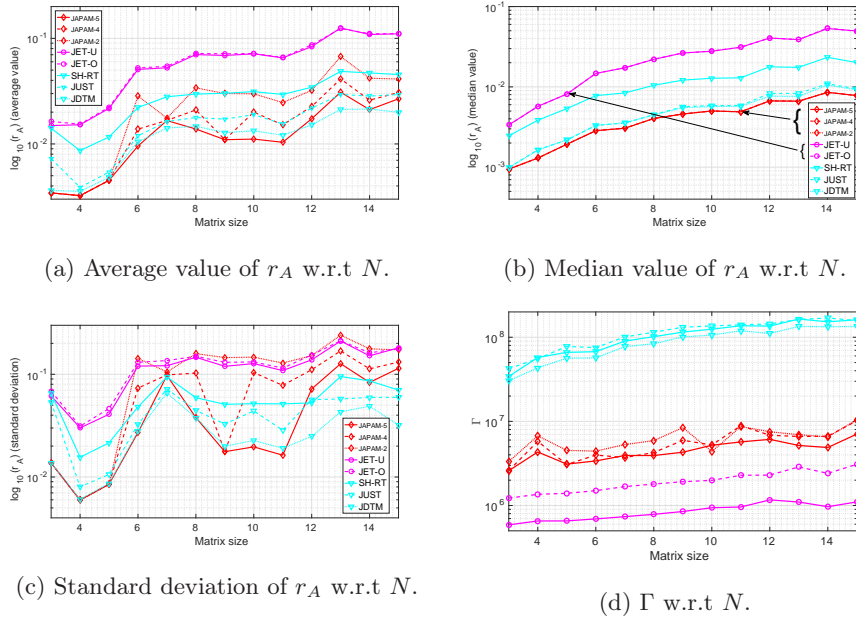 log 10 (r A) (average value)
10^-1
10^-2
JAPAM-5
JAPAM-4
JAPAM-2
JET-U
JET-O
SH-RT
JUST
JDTM
4 6 8 10 12 14
Matrix size
(a) Average value of r_A w.r.t N.
log 10 (r A) (median value)
10^-1
10^-2
10^-3
{
{
JAPAM-5
JAPAM-4
JAPAM-2
JET-U
JET-O
SH-RT
JUST
JDTM
4 6 8 10 12 14
Matrix size
(b) Median value of r_A w.r.t N.
log 10 (r A) (standard deviation)
10^-1
10^-2
JAPAM-5
JAPAM-4
JAPAM-2
JET-U
JET-O
SH-RT
JUST
JDTM
4 6 8 10 12 14
Matrix size
(c) Standard deviation of r_A w.r.t N.
Γ
10^8
10^7
10^6
4 6 8 10 12 14
Matrix size
(d) Γ w.r.t N.